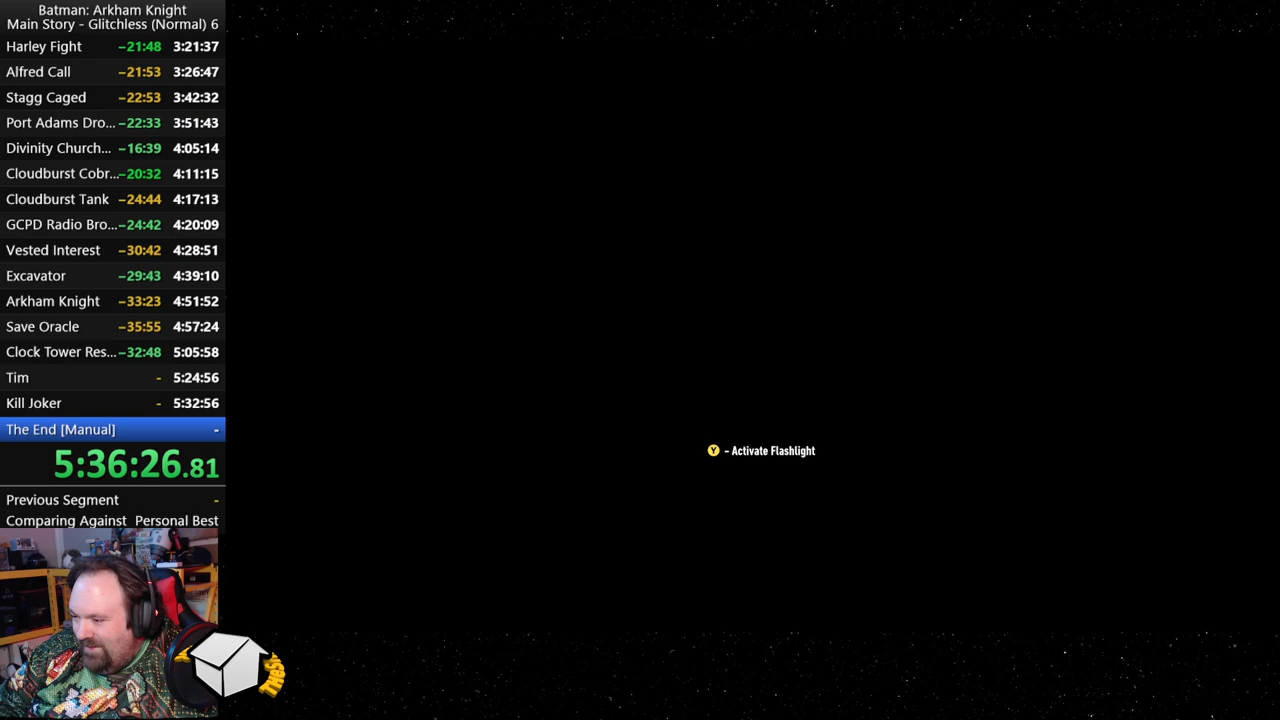 Batman: Arkham Knight
Main Story - Glitchless (Normal) 6
Harley Fight -21:48 3:21:37
Alfred Call -21:53 3:26:47
Stagg Caged -22:53 3:42:32
Port Adams Dro... -22:33 3:51:43
Divinity Church... -16:39 4:05:14
Cloudburst Cobr... -20:32 4:11:15
Cloudburst Tank -24:44 4:17:13
GCPD Radio Bro... -24:42 4:20:09
Vested Interest -30:42 4:28:51
Excavator -29:43 4:39:10
Arkham Knight -33:23 4:51:52
Save Oracle -35:55 4:57:24
Clock Tower Res... -32:48 5:05:58
Tim - 5:24:56
Kill Joker - 5:32:56
The End [Manual] -
5:36:26.81
Previous Segment -
Comparing Against Personal Best
Y - Activate Flashlight